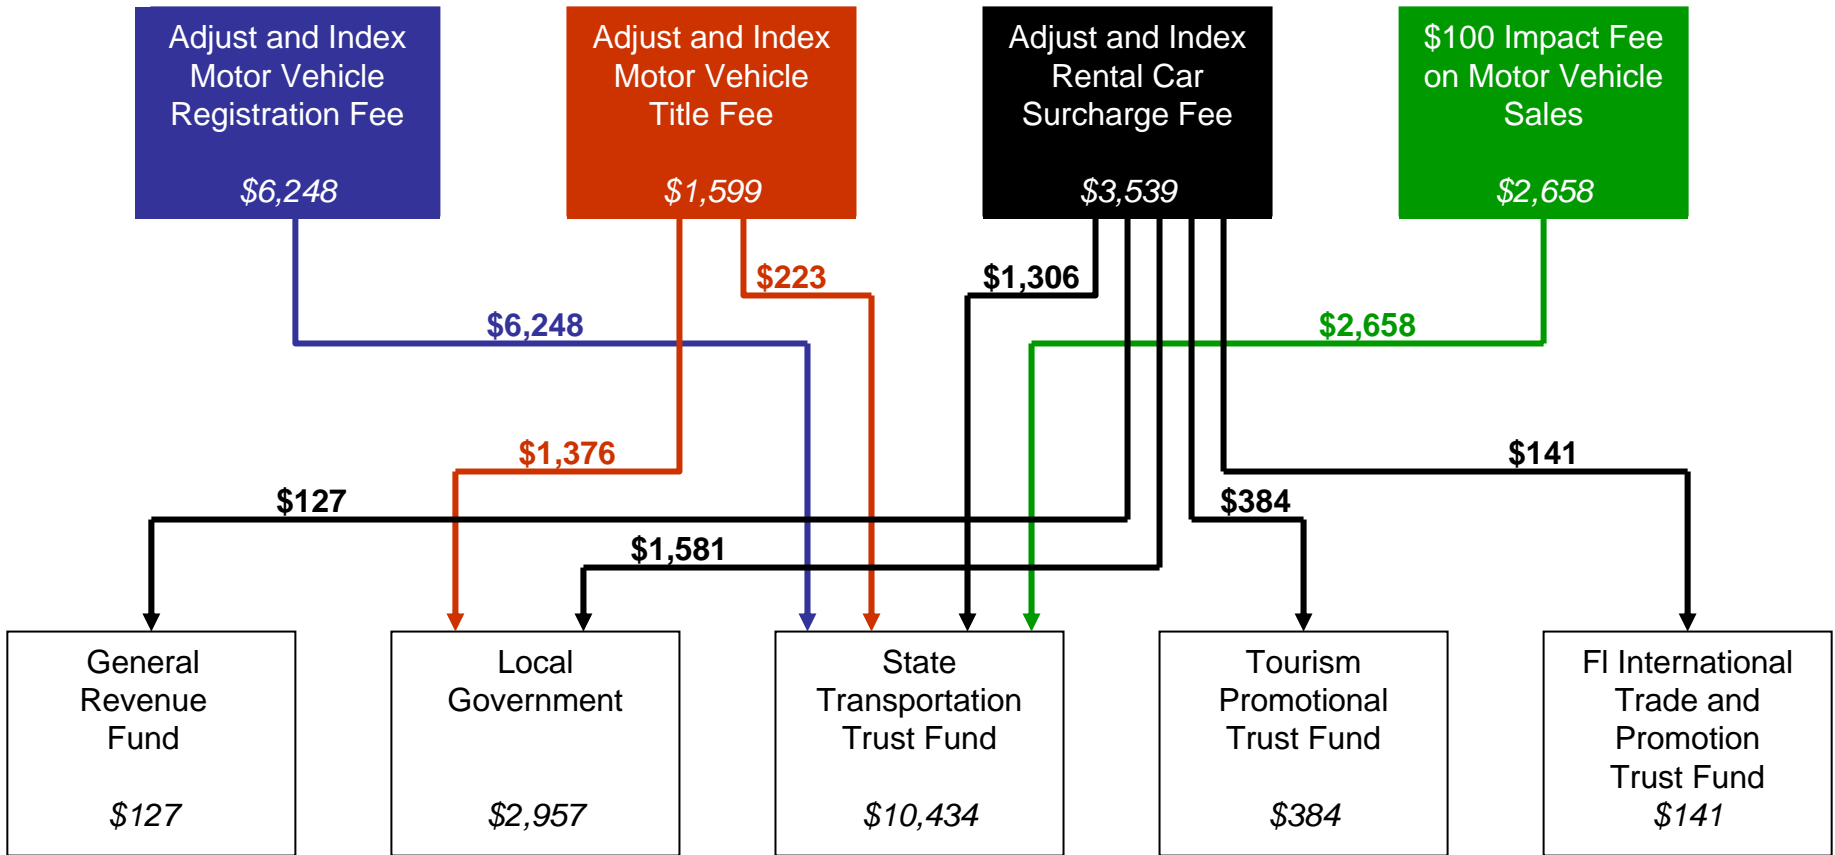 Adjust and Index
Motor Vehicle
Registration Fee
$6,248
Adjust and Index
Motor Vehicle
Title Fee
$1,599
Adjust and Index
Rental Car
Surcharge Fee
$3,539
$100 Impact Fee
on Motor Vehicle
Sales
$2,658
$223
$1,306
$6,248
$2,658
$1,376
$141
$127
$384
$1,581
General
Revenue
Fund
$127
Local
Government
$2,957
State
Transportation
Trust Fund
$10,434
Tourism
Promotional
Trust Fund
$384
Fl International
Trade and
Promotion
Trust Fund
$141